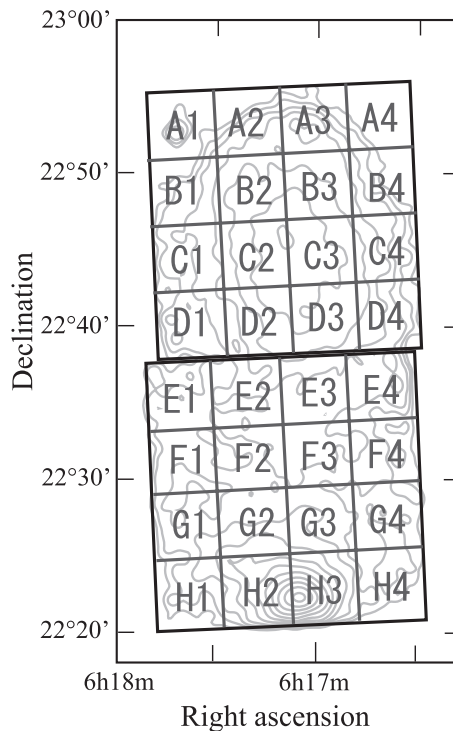 23°00’
A1 A2 A3 A4
22°50’
B1 B2 B3 B4
C1 C2 C3 C4
22°40’
D1 D2 D3 D4
E1 E2 E3 E4
F1 F2 F3 F4
22°30’
G1 G2 G3 G4
H1 H2 H3 H4
22°20’
Declination
6h18m 6h17m
Right ascension